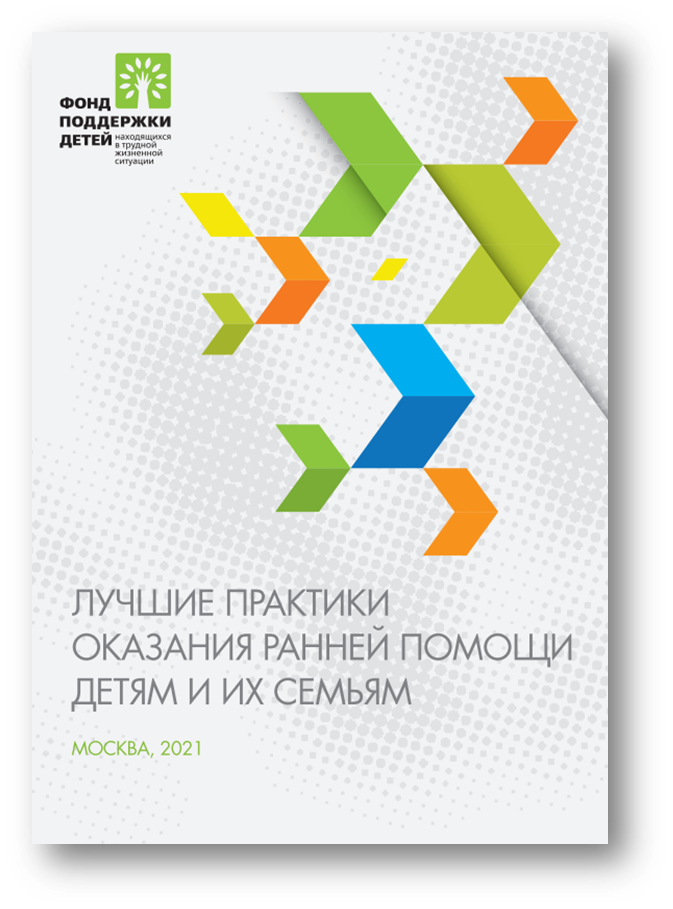 ФОНД
ПОДДЕРЖКИ
ДЕТЕЙ
находящихся
в трудной
жизненной
ситуации
ЛУЧШИЕ ПРАКТИКИ
ОКАЗАНИЯ РАННЕЙ ПОМОЩИ
ДЕТЯМ И ИХ СЕМЬЯМ
МОСКВА, 2021